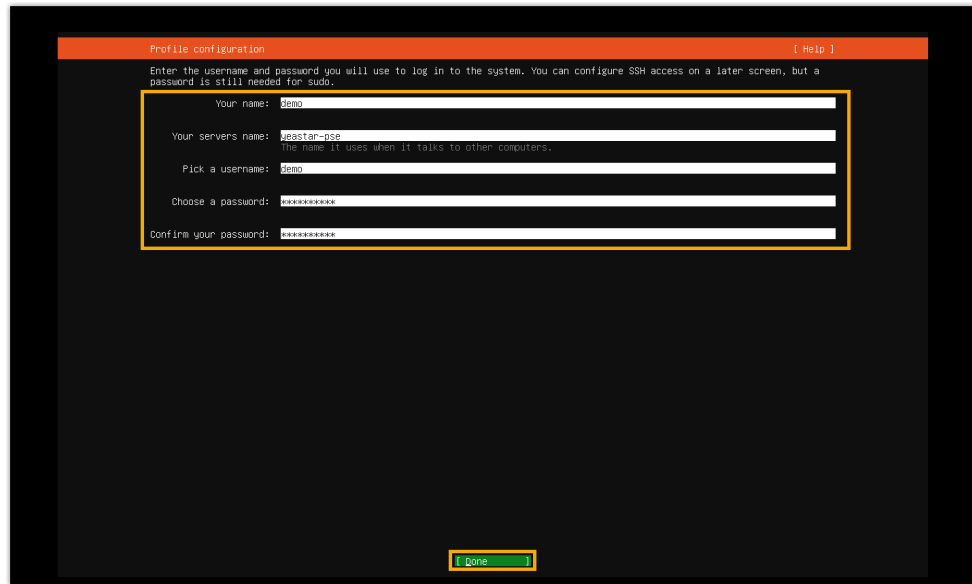 Profile configuration [ Help ]
Enter the username and password you will use to log in to the system. You can configure SSH access on a later screen, but a
password is still needed for sudo.
Your name: demo
Your servers name: yeastar-pse
The name it uses when it talks to other computers.
Pick a username: demo
Choose a password: **********
Confirm your password: **********
[ Done ]